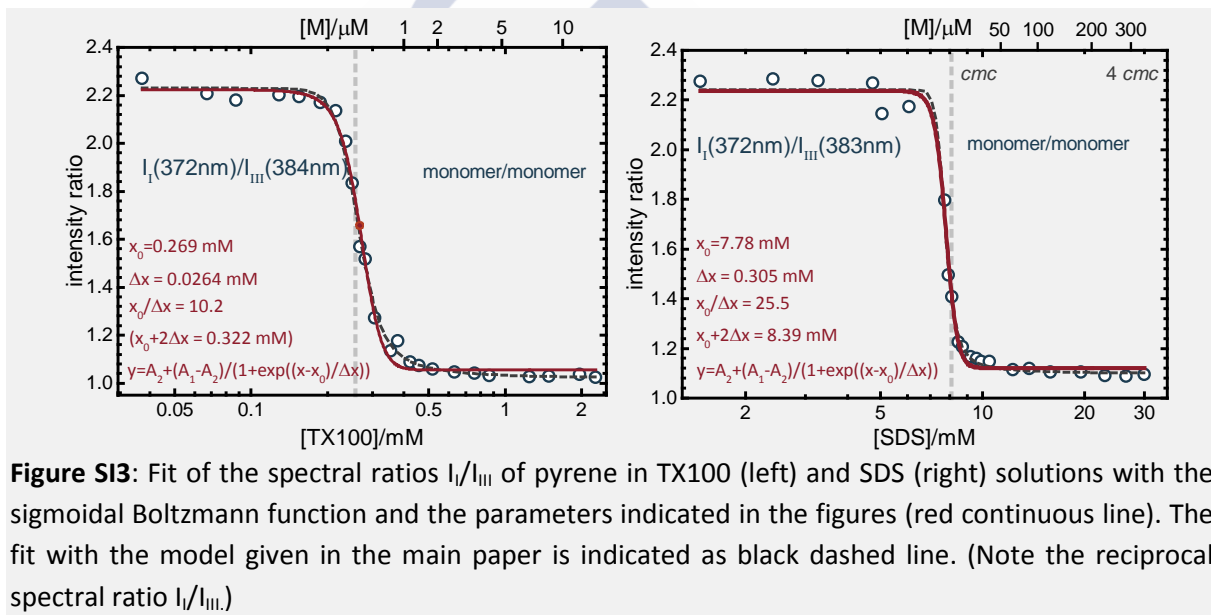 [M]/µM 1 2 5 10
2.4
2.2
2.0
1.8
1.6
1.4
1.2
1.0
intensity ratio
I_I(372nm)/I_III(384nm)
monomer/monomer
x_0=0.269 mM
Δx = 0.0264 mM
x_0/Δx = 10.2
(x_0+2Δx = 0.322 mM)
y=A_2+(A_1-A_2)/(1+exp((x-x_0)/Δx))
0.05 0.1 0.5 1 2
[TX100]/mM
[M]/µM 50 100 200 300
2.4
2.2
2.0
1.8
1.6
1.4
1.2
1.0
intensity ratio
cmc 4 cmc
I_I(372nm)/I_III(383nm)
monomer/monomer
x_0=7.78 mM
Δx = 0.305 mM
x_0/Δx = 25.5
x_0+2Δx = 8.39 mM
y=A_2+(A_1-A_2)/(1+exp((x-x_0)/Δx))
2 5 10 20 30
[SDS]/mM
Figure SI3: Fit of the spectral ratios I_I/I_III of pyrene in TX100 (left) and SDS (right) solutions with the
sigmoidal Boltzmann function and the parameters indicated in the figures (red continuous line). The
fit with the model given in the main paper is indicated as black dashed line. (Note the reciprocal
spectral ratio I_I/I_III.)